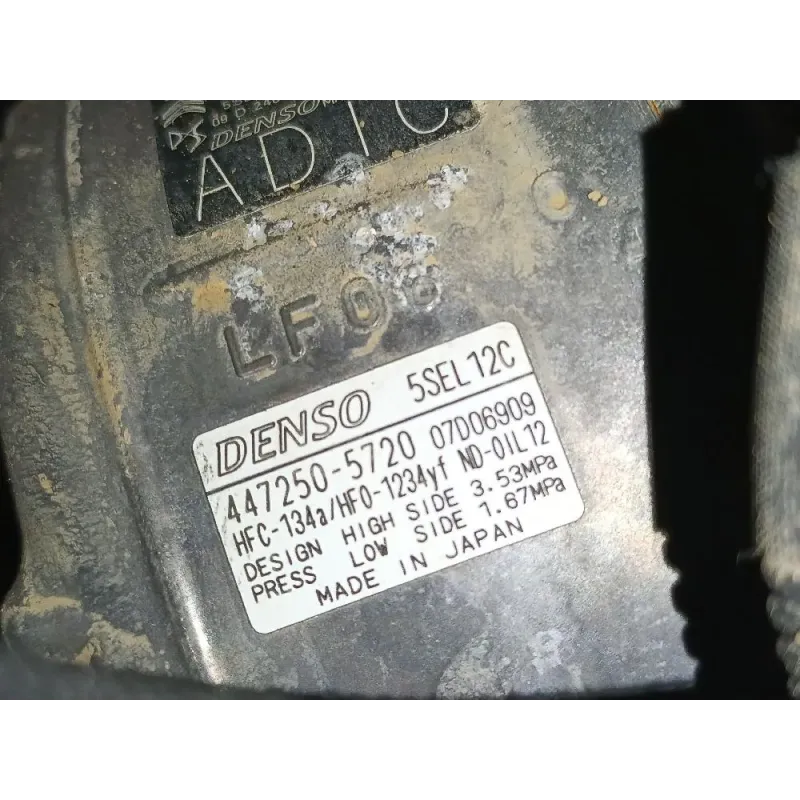 DENSO
ADTC
LF08
DENSO 5SEL12C
447250-5720 07D06909
HFC-134a/HFO-1234yf ND-OIL12
DESIGN HIGH SIDE 3.53MPa
PRESS LOW SIDE 1.67MPa
MADE IN JAPAN